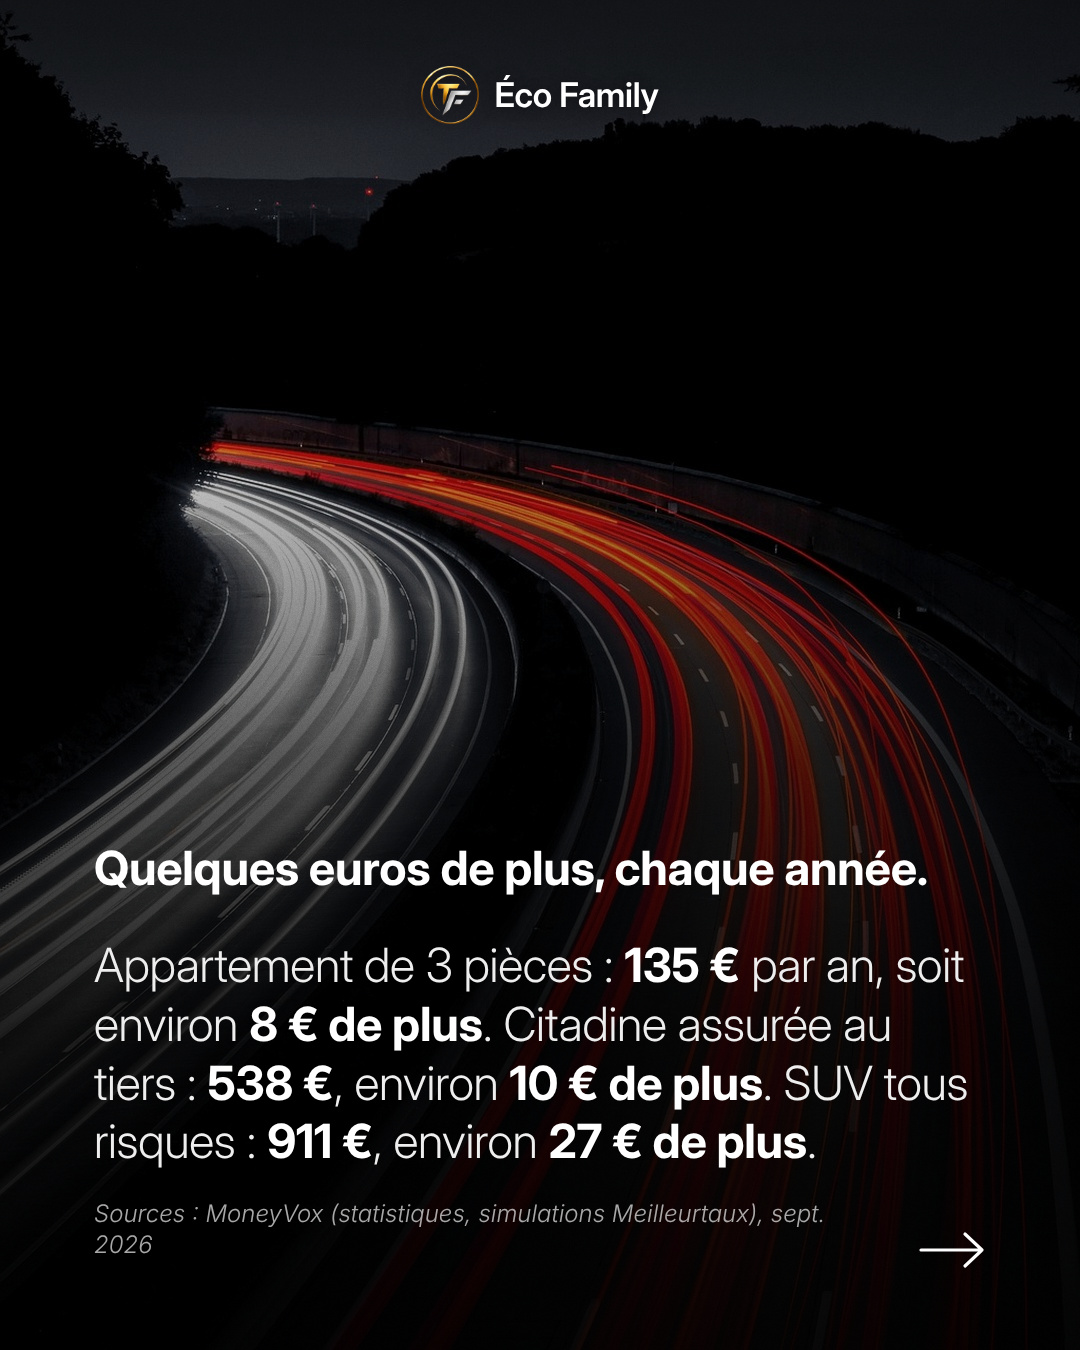 TF Éco Family
Quelques euros de plus, chaque année.
Appartement de 3 pièces : 135 € par an, soit
environ 8 € de plus. Citadine assurée au
tiers : 538 €, environ 10 € de plus. SUV tous
risques : 911 €, environ 27 € de plus.
Sources : MoneyVox (statistiques, simulations Meilleurtaux), sept.
2026